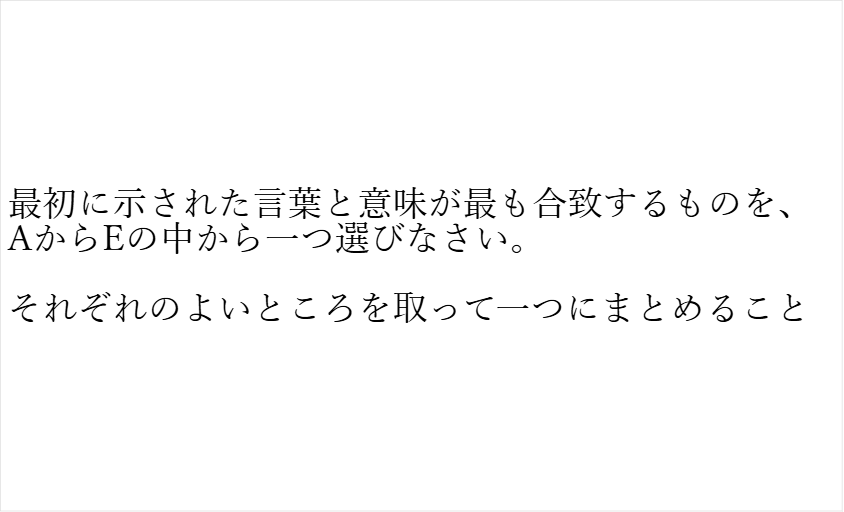 最初に示された言葉と意味が最も合致するものを、
AからEの中から一つ選びなさい。
それぞれのよいところを取って一つにまとめること